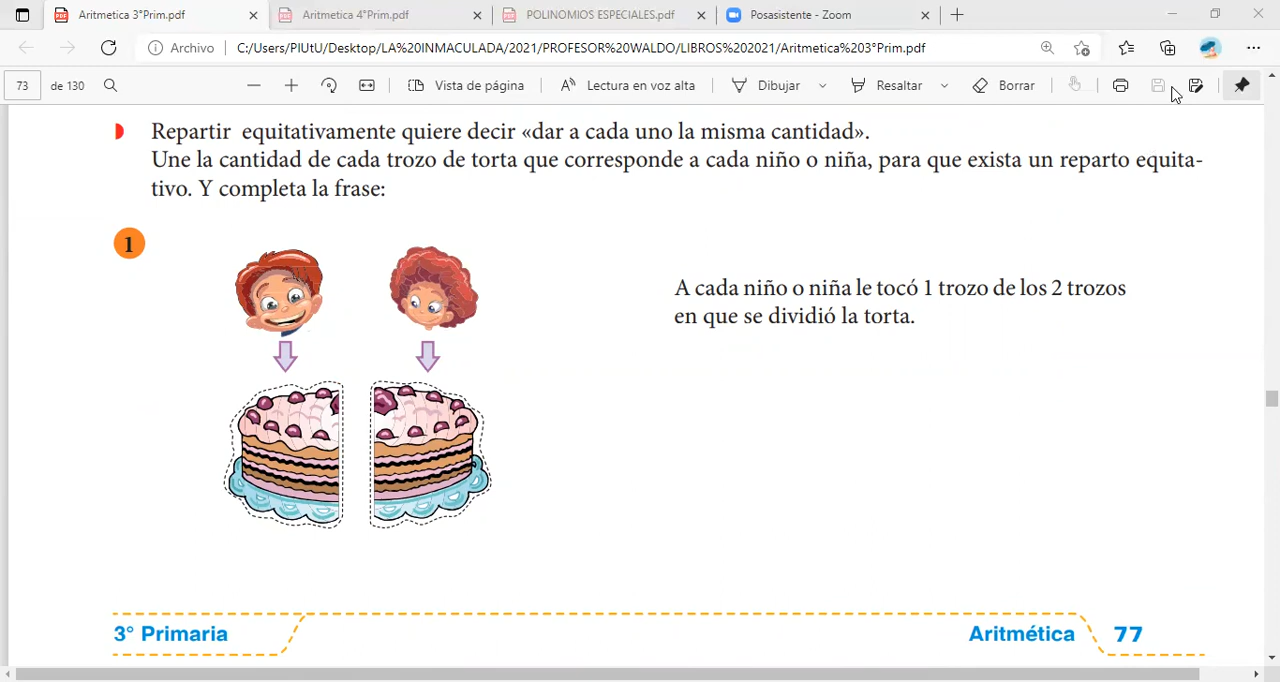 Aritmetica 3°Prim.pdf
Aritmetica 4°Prim.pdf
POLINOMIOS ESPECIALES.pdf
Posasistente - Zoom
Archivo
C:/Users/PIUtU/Desktop/LA%20INMACULADA/2021/PROFESOR%20WALDO/LIBROS%202021/Aritmetica%203°Prim.pdf
73 de 130
Vista de página
Lectura en voz alta
Dibujar
Resaltar
Borrar
Repartir equitativamente quiere decir «dar a cada uno la misma cantidad».
Une la cantidad de cada trozo de torta que corresponde a cada niño o niña, para que exista un reparto equita-
tivo. Y completa la frase:
1
A cada niño o niña le tocó 1 trozo de los 2 trozos
en que se dividió la torta.
3° Primaria
Aritmética 77